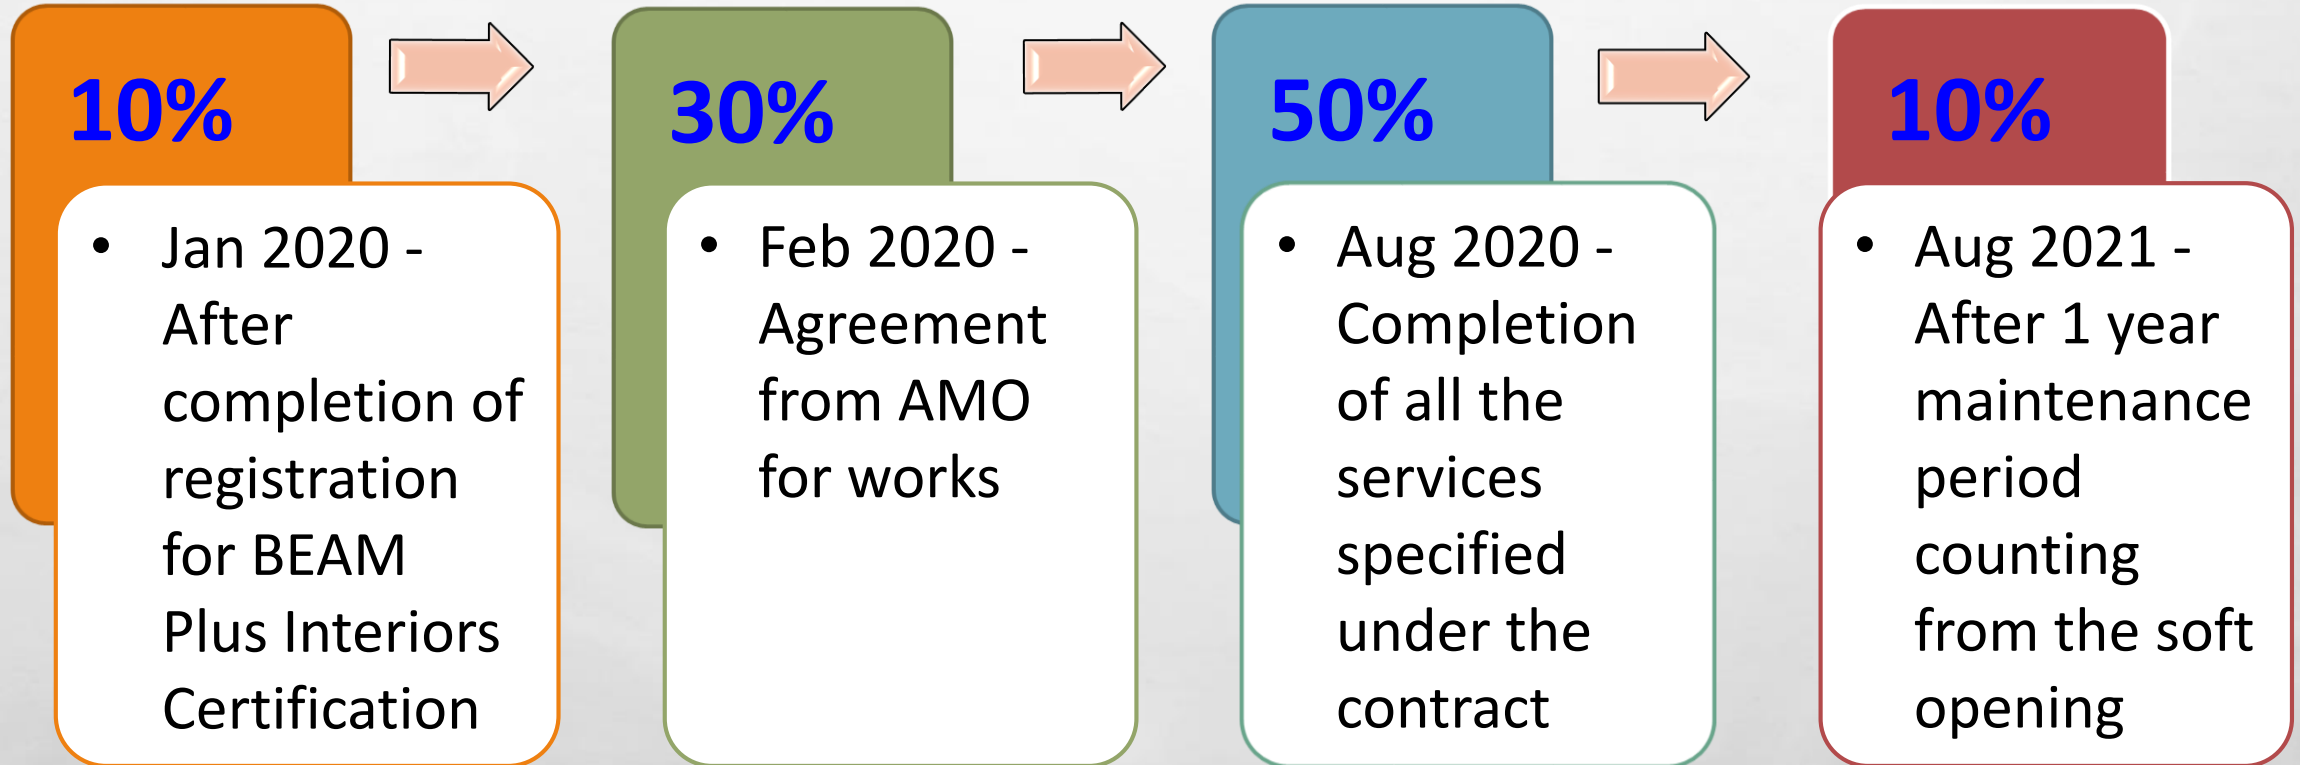 10%
• Jan 2020 -
After
completion of
registration
for BEAM
Plus Interiors
Certification
30%
• Feb 2020 -
Agreement
from AMO
for works
50%
• Aug 2020 -
Completion
of all the
services
specified
under the
contract
10%
• Aug 2021 -
After 1 year
maintenance
period
counting
from the soft
opening